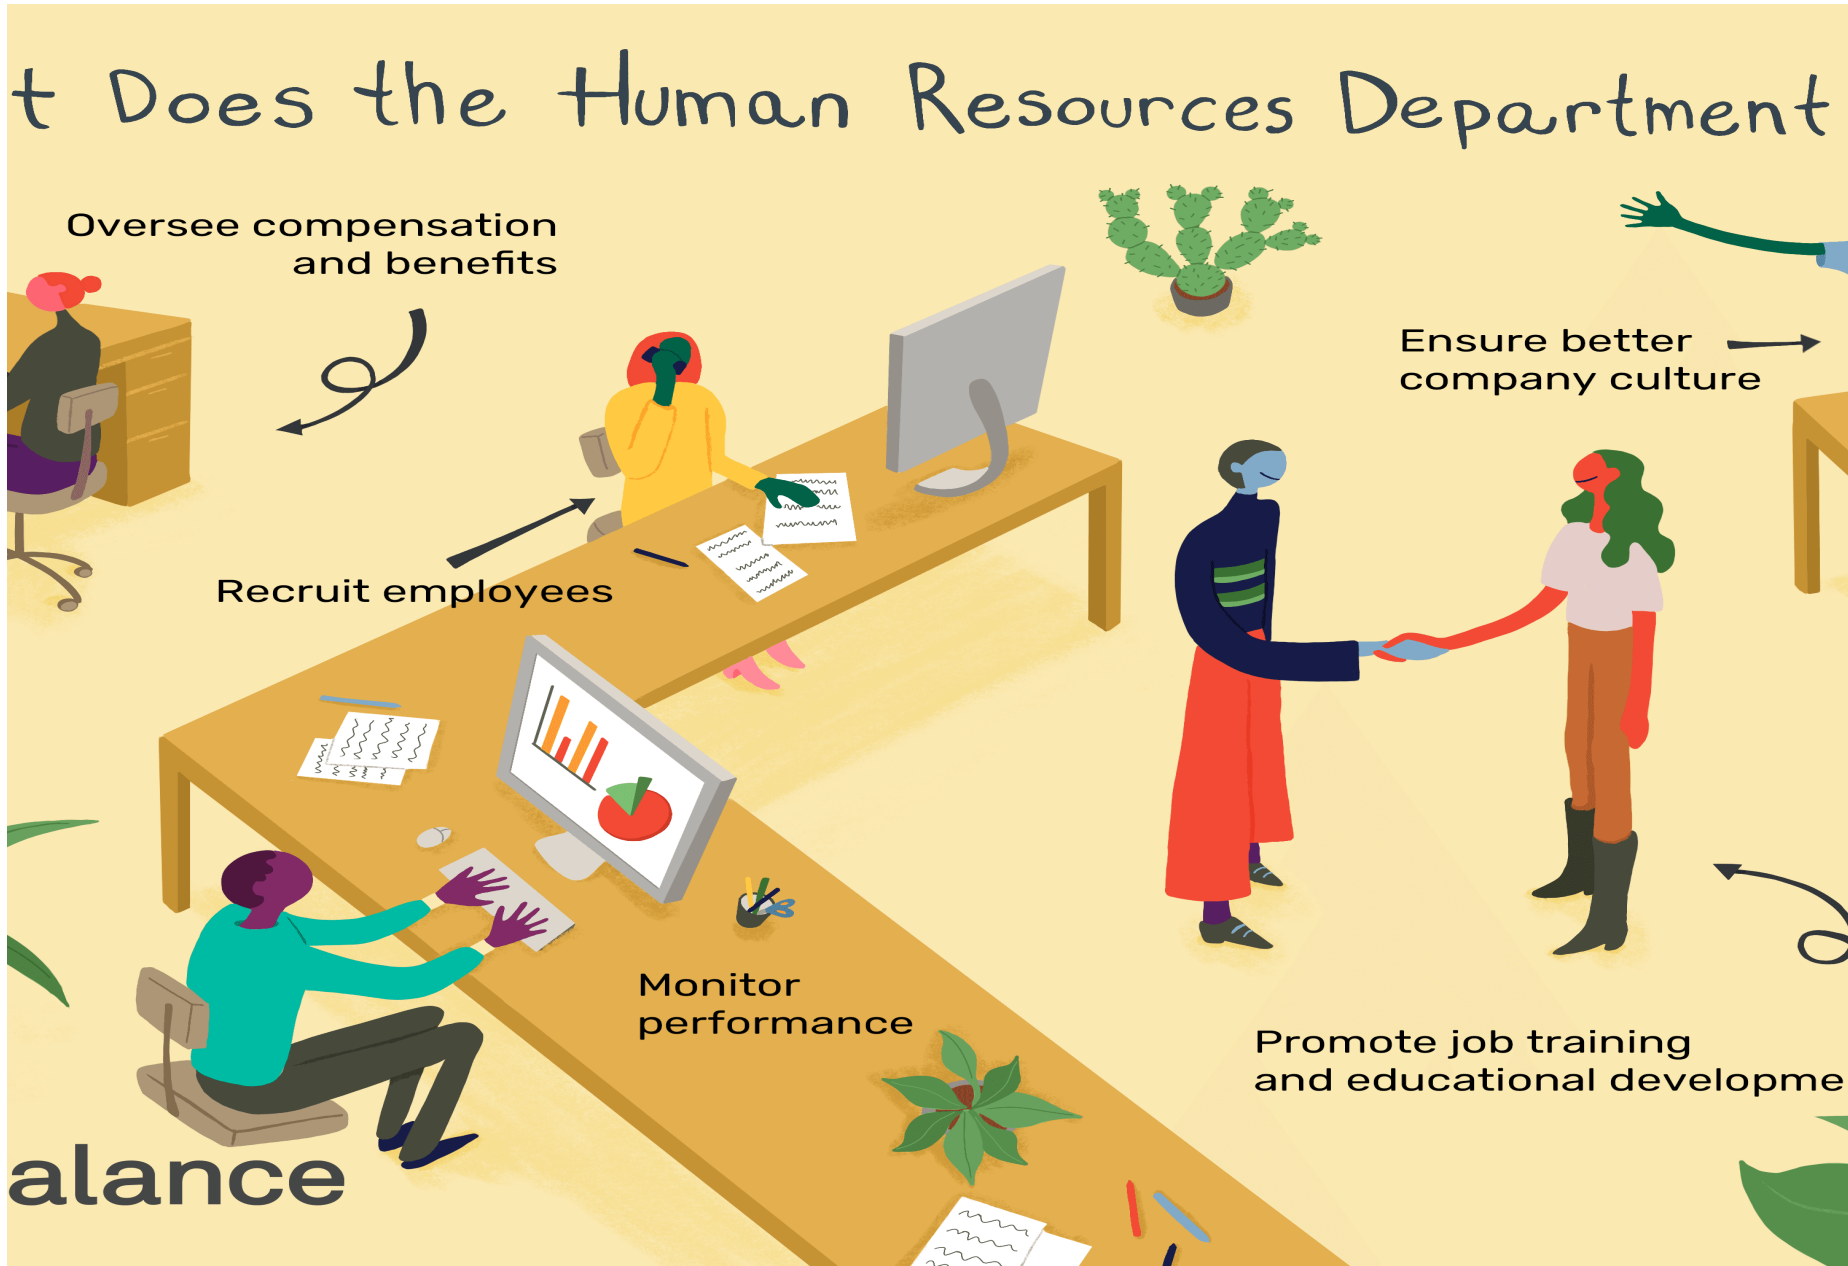 t Does the Human Resources Department
Oversee compensation
and benefits
Ensure better
company culture
Recruit employees
Monitor
performance
Promote job training
and educational developme
alance